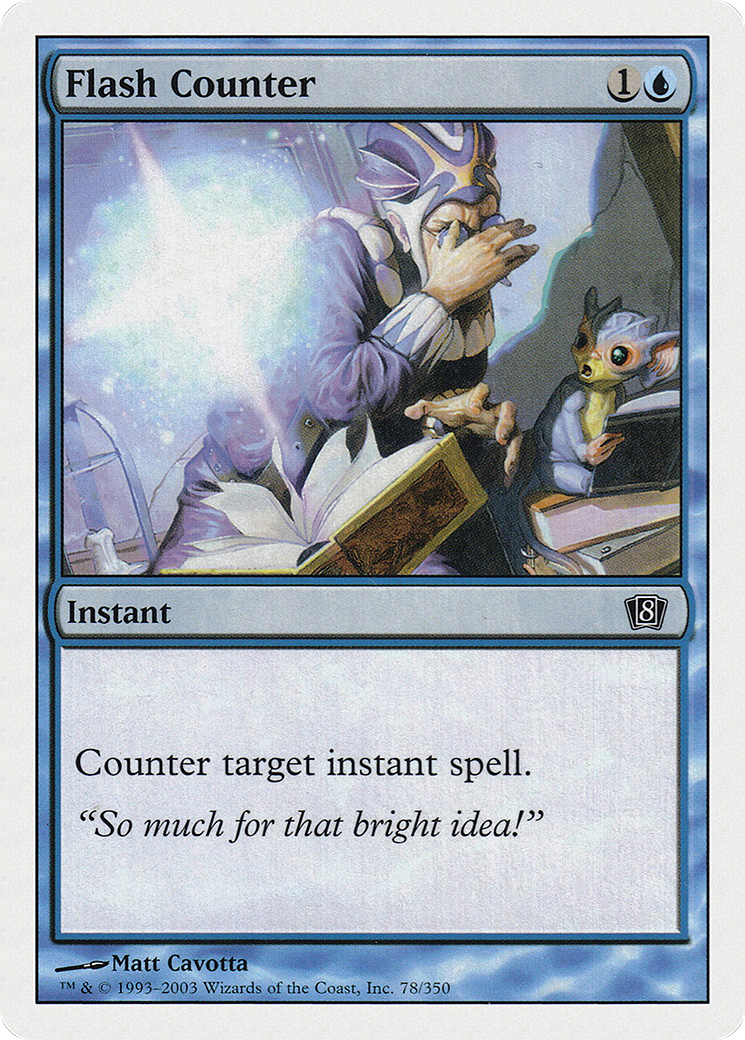 Flash Counter 1
Instant 8
Counter target instant spell.
“So much for that bright idea!”
Matt Cavotta
™ & © 1993–2003 Wizards of the Coast, Inc. 78/350